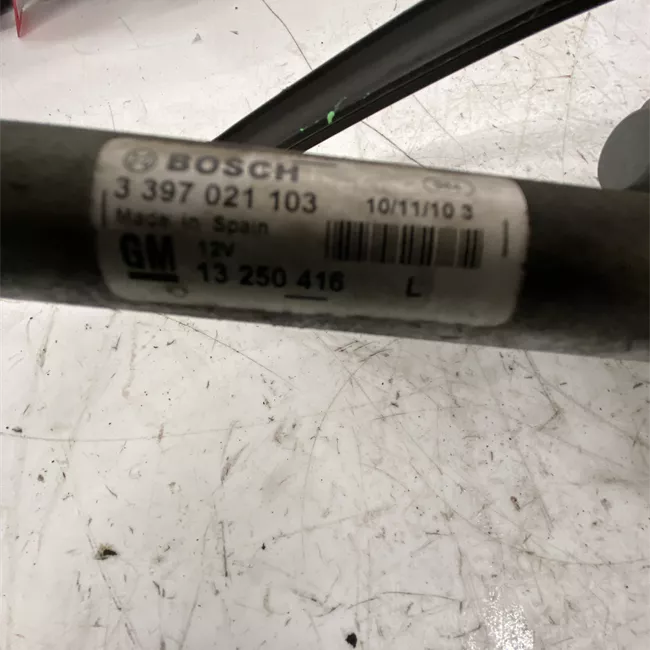 BOSCH
3 397 021 103 10/11/10 3
Made in Spain
GM 12V
13 250 416 L